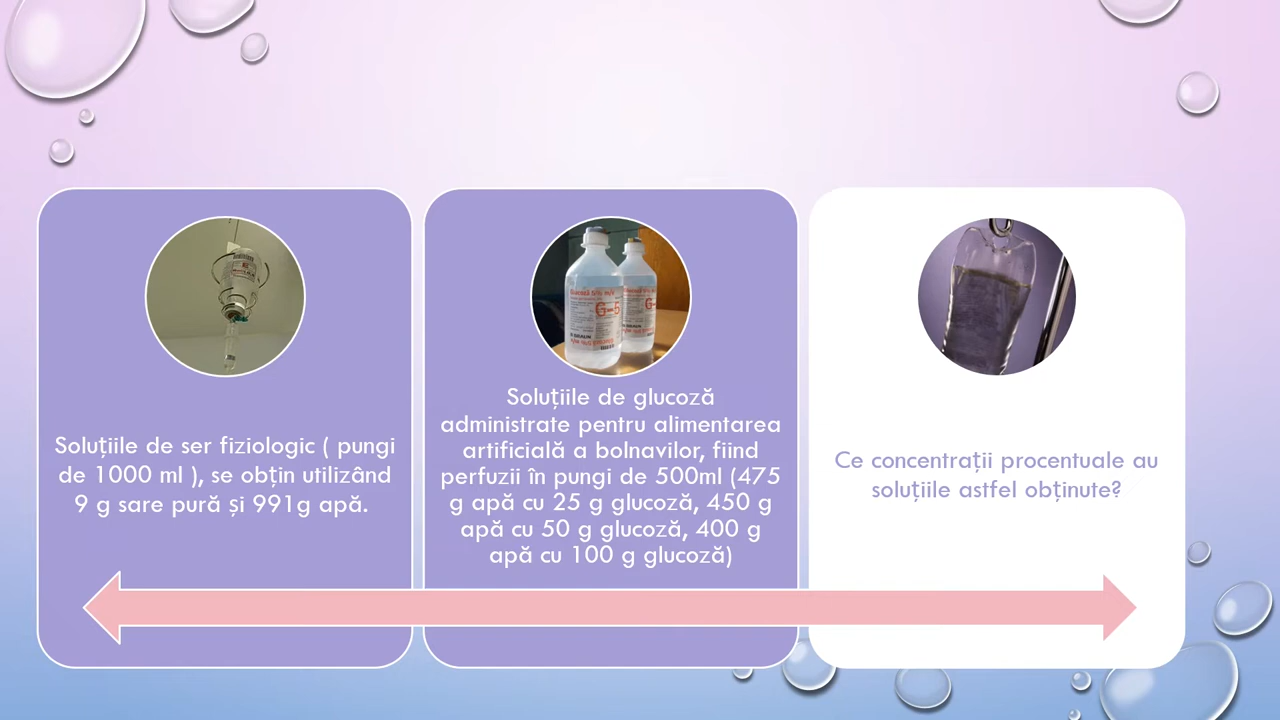 Soluțiile de ser fiziologic ( pungi
de 1000 ml ), se obțin utilizând
9 g sare pură și 991g apă.
G-5
Soluțiile de glucoză
administrate pentru alimentarea
artificială a bolnavilor, fiind
perfuzii în pungi de 500ml (475
g apă cu 25 g glucoză, 450 g
apă cu 50 g glucoză, 400 g
apă cu 100 g glucoză)
Ce concentrații procentuale au
soluțiile astfel obținute?